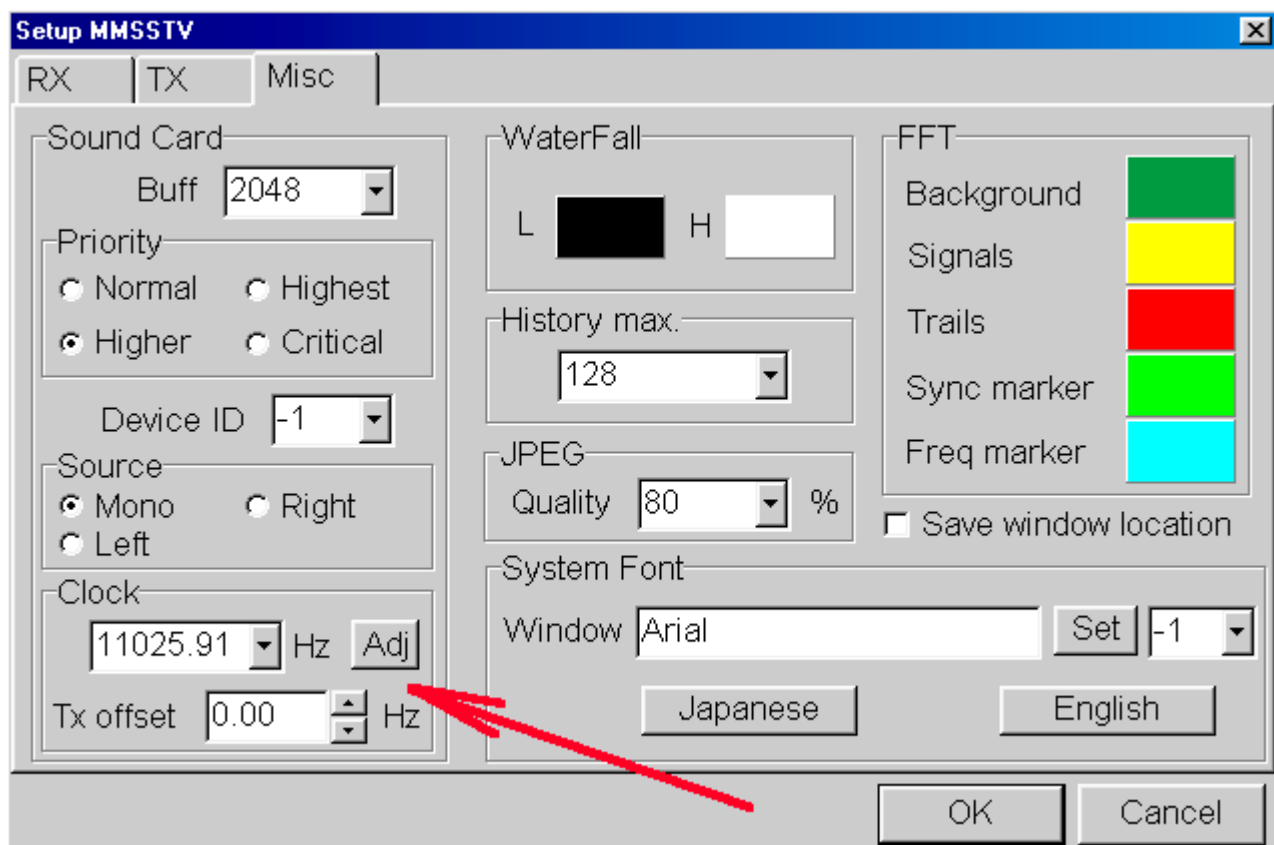 Setup MMSSTV
RX TX Misc
Sound Card
Buff 2048
Priority
Normal Highest
Higher Critical
Device ID -1
Source
Mono Right
Left
Clock
11025.91 Hz Adj
Tx offset 0.00 Hz
WaterFall
L H
History max.
128
JPEG
Quality 80 %
FFT
Background
Signals
Trails
Sync marker
Freq marker
Save window location
System Font
Window Arial Set -1
Japanese English
OK Cancel